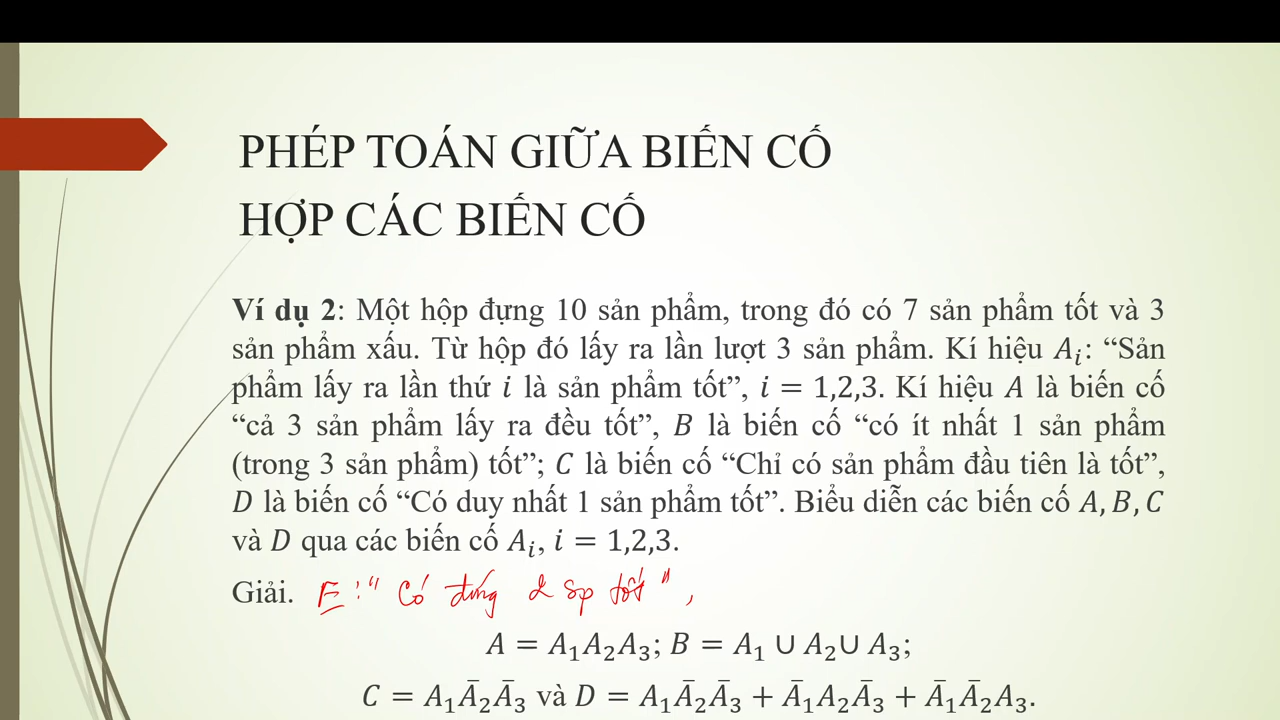 PHÉP TOÁN GIỮA BIẾN CỐ
HỢP CÁC BIẾN CỐ
Ví dụ 2: Một hộp đựng 10 sản phẩm, trong đó có 7 sản phẩm tốt và 3
sản phẩm xấu. Từ hộp đó lấy ra lần lượt 3 sản phẩm. Kí hiệu Aᵢ: “Sản
phẩm lấy ra lần thứ i là sản phẩm tốt”, i = 1,2,3. Kí hiệu A là biến cố
“cả 3 sản phẩm lấy ra đều tốt”, B là biến cố “có ít nhất 1 sản phẩm
(trong 3 sản phẩm) tốt”; C là biến cố “Chỉ có sản phẩm đầu tiên là tốt”,
D là biến cố “Có duy nhất 1 sản phẩm tốt”. Biểu diễn các biến cố A, B, C
và D qua các biến cố Aᵢ, i = 1,2,3.
Giải. E: “Có đúng 2 sp tốt”,
A = A₁A₂A₃; B = A₁ ∪ A₂∪ A₃;
C = A₁Ā₂Ā₃ và D = A₁Ā₂Ā₃ + Ā₁A₂Ā₃ + Ā₁Ā₂A₃.